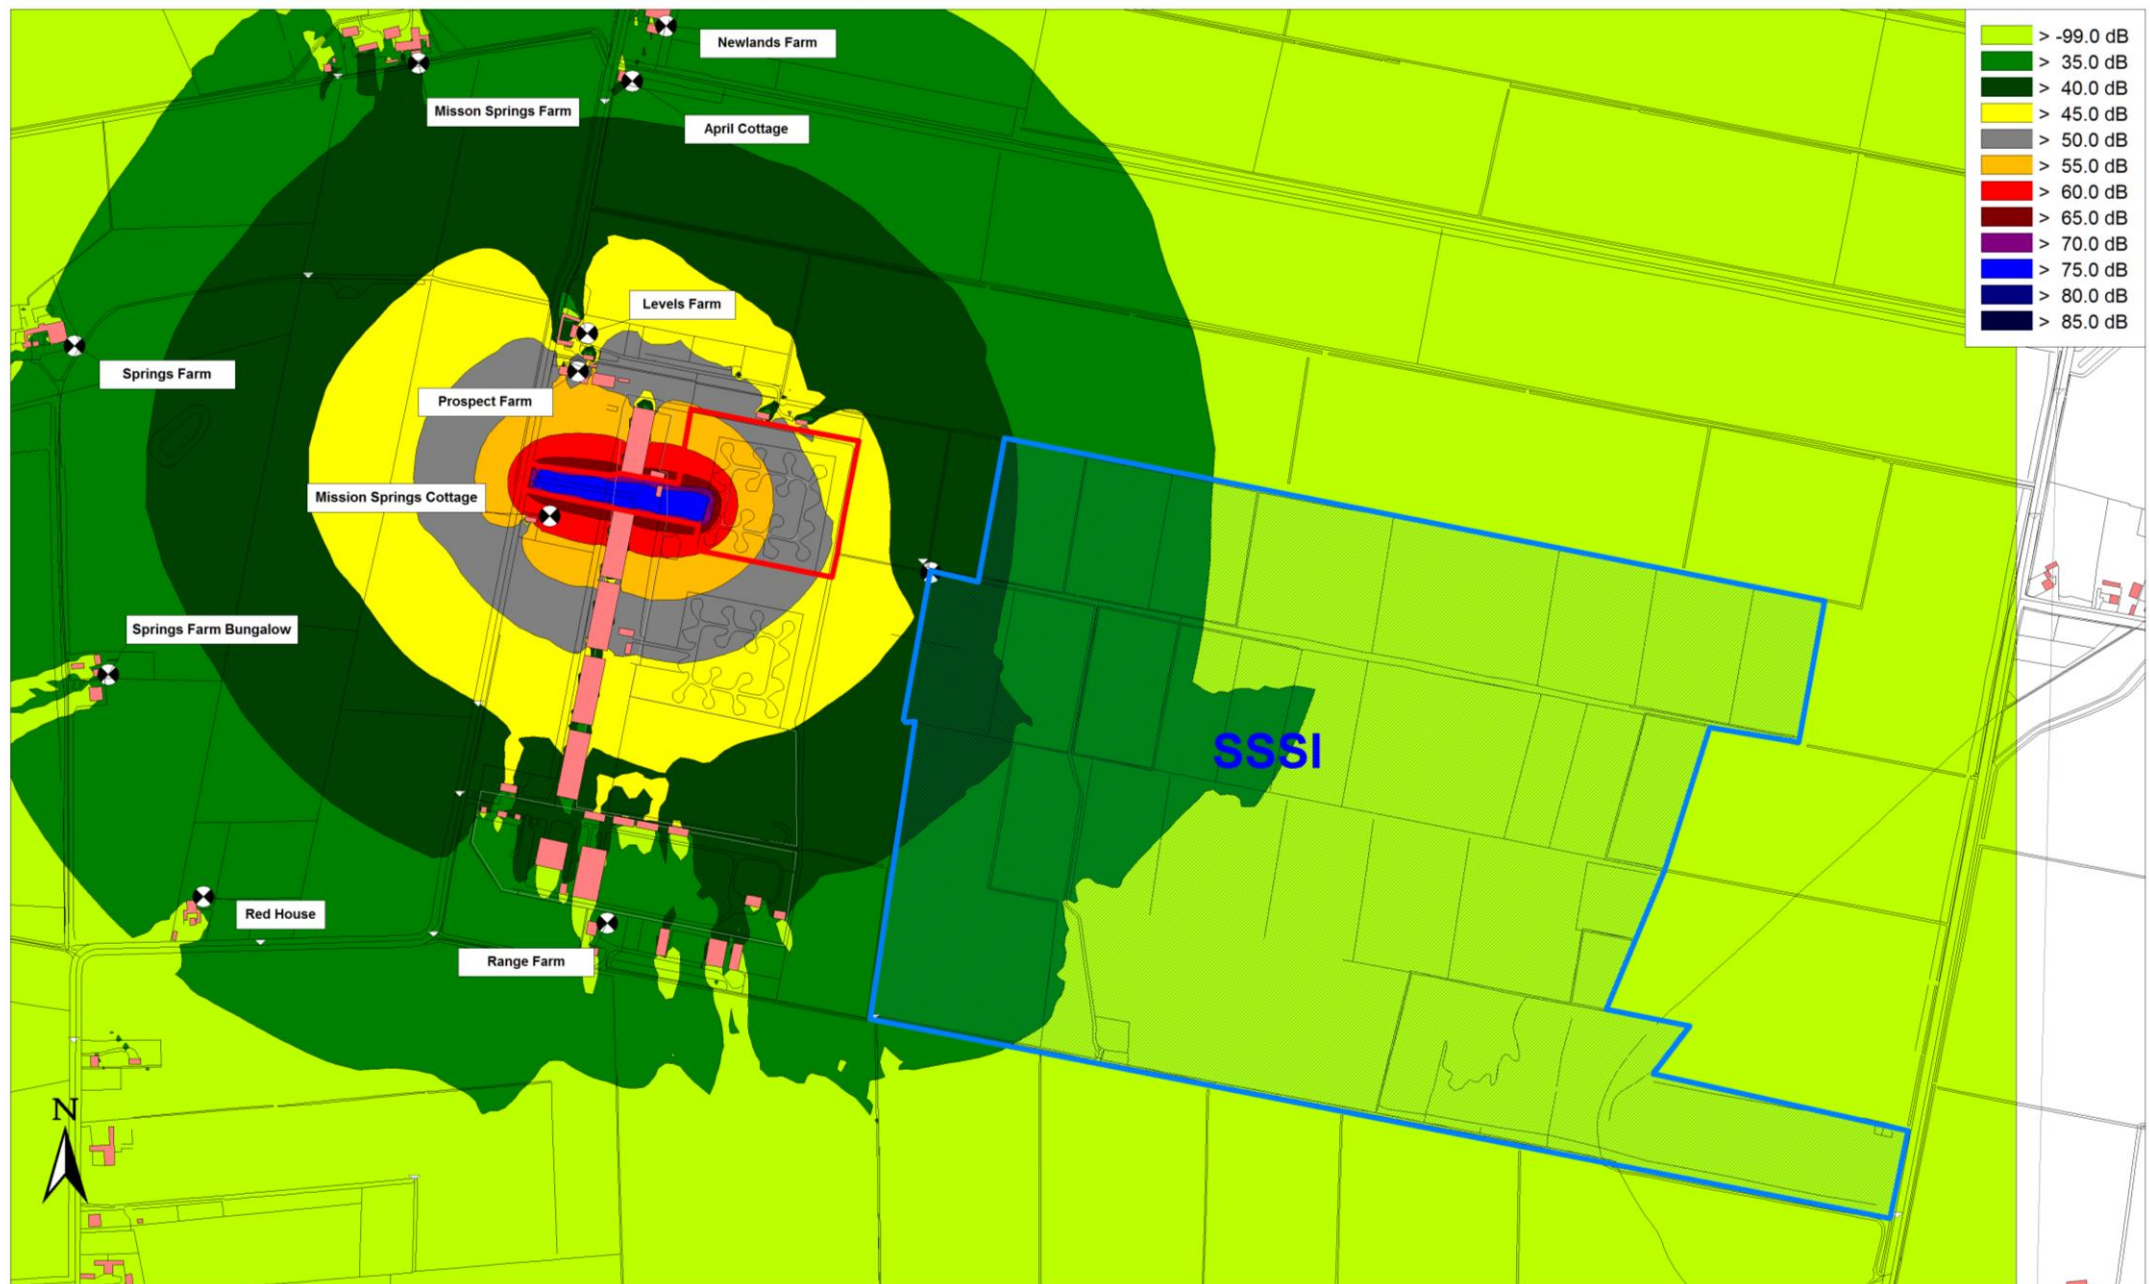 Newlands Farm
Misson Springs Farm
April Cottage
Levels Farm
Springs Farm
Prospect Farm
Mission Springs Cottage
Springs Farm Bungalow
SSSI
Red House
Range Farm
N
> -99.0 dB
> 35.0 dB
> 40.0 dB
> 45.0 dB
> 50.0 dB
> 55.0 dB
> 60.0 dB
> 65.0 dB
> 70.0 dB
> 75.0 dB
> 80.0 dB
> 85.0 dB